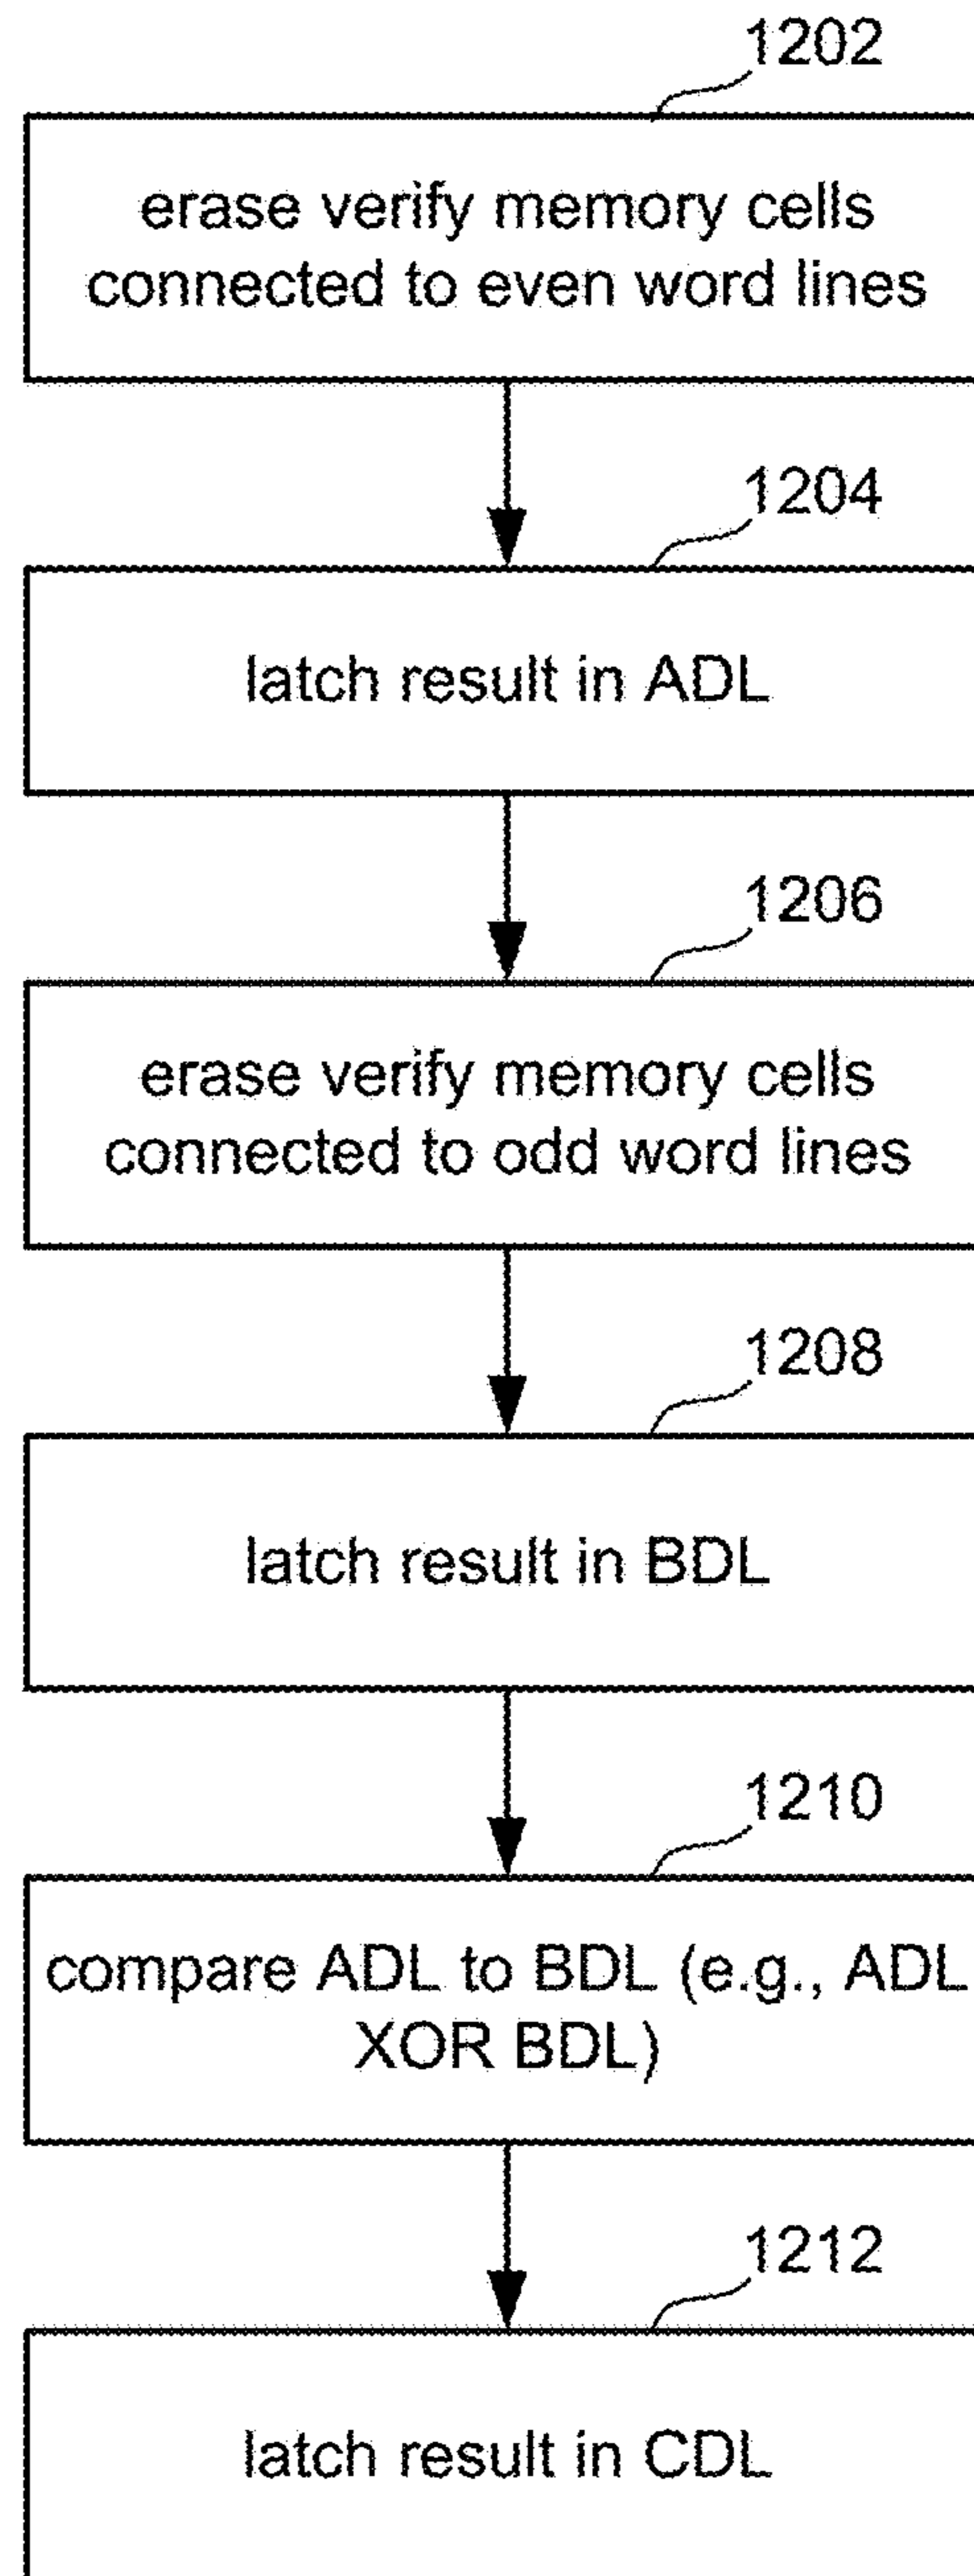 1202
erase verify memory cells
connected to even word lines
1204
latch result in ADL
1206
erase verify memory cells
connected to odd word lines
1208
latch result in BDL
1210
compare ADL to BDL (e.g., ADL
XOR BDL)
1212
latch result in CDL